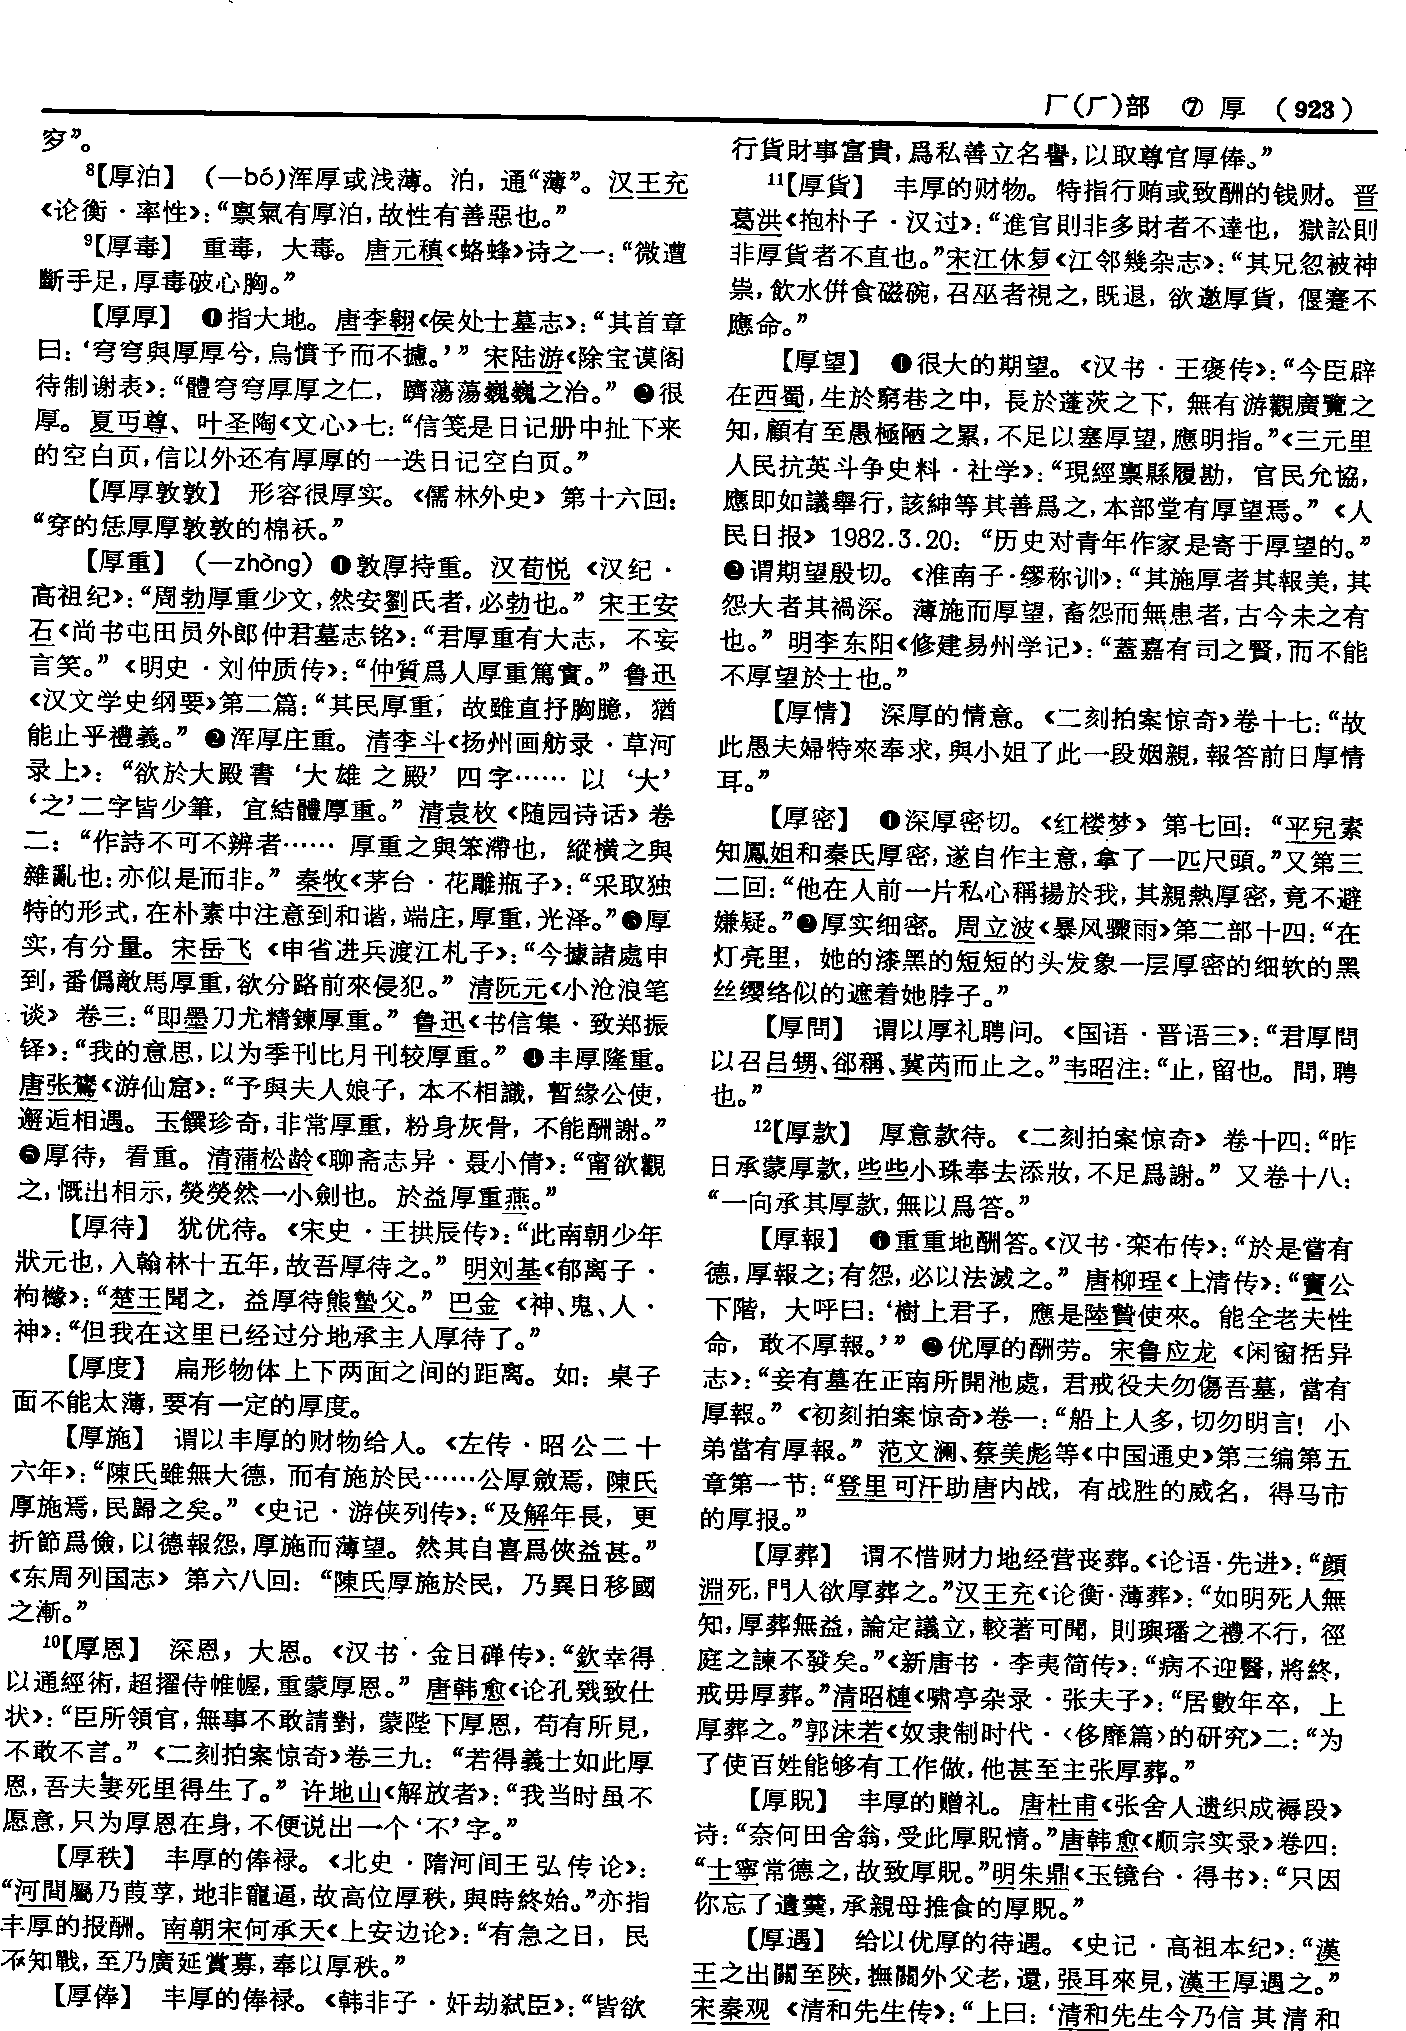 厂(⺁)部 ⑦ 厚 (923)
穸”。
⁸【厚泊】 (—bó)浑厚或浅薄。泊，通“薄”。汉王充
《论衡·率性》：“稟氣有厚泊，故性有善惡也。”
⁹【厚毒】 重毒，大毒。唐元稹《蛒蜂》诗之一：“微遭
斷手足，厚毒破心胸。”
【厚厚】 ❶指大地。唐李翱《侯处士墓志》：“其首章
曰：‘穹穹與厚厚兮，烏憤予而不攄。’” 宋陆游《除宝谟阁
待制谢表》：“體穹穹厚厚之仁，躋蕩蕩巍巍之治。” ❷很
厚。夏丏尊、叶圣陶《文心》七：“信笺是日记册中扯下来
的空白页，信以外还有厚厚的一迭日记空白页。”
【厚厚敦敦】 形容很厚实。《儒林外史》第十六回：
“穿的恁厚厚敦敦的棉袄。”
【厚重】 (—zhòng) ❶敦厚持重。汉荀悦《汉纪·
高祖纪》：“周勃厚重少文，然安劉氏者，必勃也。” 宋王安
石《尚书屯田员外郎仲君墓志铭》：“君厚重有大志，不妄
言笑。” 《明史·刘仲质传》：“仲質爲人厚重篤實。” 鲁迅
《汉文学史纲要》第二篇：“其民厚重，故雖直抒胸臆，猶
能止乎禮義。” ❷浑厚庄重。清李斗《扬州画舫录·草河
录上》：“欲於大殿書‘大雄之殿’四字……以‘大’
‘之’二字皆少筆，宜結體厚重。” 清袁枚《随园诗话》卷
二：“作詩不可不辨者……厚重之與笨滯也，縱横之與
雜亂也：亦似是而非。” 秦牧《茅台·花雕瓶子》：“采取独
特的形式，在朴素中注意到和谐，端庄，厚重，光泽。”❸厚
实，有分量。宋岳飞《申省进兵渡江札子》：“今據諸處申
到，番僞敵馬厚重，欲分路前來侵犯。” 清阮元《小沧浪笔
谈》卷三：“即墨刀尤精鍊厚重。” 鲁迅《书信集·致郑振
铎》：“我的意思，以为季刊比月刊较厚重。” ❹丰厚隆重。
唐张鷟《游仙窟》：“予與夫人娘子，本不相識，暫緣公使，
邂逅相遇。玉饌珍奇，非常厚重，粉身灰骨，不能酬謝。”
❺厚待，看重。清蒲松龄《聊斋志异·聂小倩》：“甯欲觀
之，慨出相示，熒熒然一小劍也。於益厚重燕。”
【厚待】 犹优待。《宋史·王拱辰传》：“此南朝少年
狀元也，入翰林十五年，故吾厚待之。” 明刘基《郁离子·
枸橼》：“楚王聞之，益厚待熊蟄父。” 巴金《神、鬼、人·
神》：“但我在这里已经过分地承主人厚待了。”
【厚度】 扁形物体上下两面之间的距离。如：桌子
面不能太薄，要有一定的厚度。
【厚施】 谓以丰厚的财物给人。《左传·昭公二十
六年》：“陳氏雖無大德，而有施於民……公厚斂焉，陳氏
厚施焉，民歸之矣。” 《史记·游侠列传》：“及解年長，更
折節爲儉，以德報怨，厚施而薄望。然其自喜爲俠益甚。”
《东周列国志》第六八回：“陳氏厚施於民，乃異日移國
之漸。”
¹⁰【厚恩】 深恩，大恩。《汉书·金日磾传》：“欽幸得
以通經術，超擢侍帷幄，重蒙厚恩。” 唐韩愈《论孔戣致仕
状》：“臣所領官，無事不敢請對，蒙陛下厚恩，苟有所見，
不敢不言。” 《二刻拍案惊奇》卷三九：“若得義士如此厚
恩，吾夫妻死里得生了。” 许地山《解放者》：“我当时虽不
愿意，只为厚恩在身，不便说出一个‘不’字。”
【厚秩】 丰厚的俸禄。《北史·隋河间王弘传论》：
“河間屬乃葭莩，地非寵逼，故高位厚秩，與時終始。”亦指
丰厚的报酬。南朝宋何承天《上安边论》：“有急之日，民
不知戰，至乃廣延賞募，奉以厚秩。”
【厚俸】 丰厚的俸禄。《韩非子·奸劫弑臣》：“皆欲
行貨財事富貴，爲私善立名譽，以取尊官厚俸。”
¹¹【厚貨】 丰厚的财物。特指行贿或致酬的钱财。晋
葛洪《抱朴子·汉过》：“進官則非多財者不達也，獄訟則
非厚貨者不直也。”宋江休复《江邻幾杂志》：“其兄忽被神
祟，飲水併食磁碗，召巫者視之，既退，欲邀厚貨，偃蹇不
應命。”
【厚望】 ❶很大的期望。《汉书·王褒传》：“今臣辟
在西蜀，生於窮巷之中，長於蓬茨之下，無有游觀廣覽之
知，顧有至愚極陋之累，不足以塞厚望，應明指。”《三元里
人民抗英斗争史料·社学》：“現經稟縣履勘，官民允協，
應即如議舉行，該紳等其善爲之，本部堂有厚望焉。”《人
民日报》1982.3.20：“历史对青年作家是寄于厚望的。”
❷谓期望殷切。《淮南子·缪称训》：“其施厚者其報美，其
怨大者其禍深。薄施而厚望，畜怨而無患者，古今未之有
也。” 明李东阳《修建易州学记》：“蓋嘉有司之賢，而不能
不厚望於士也。”
【厚情】 深厚的情意。《二刻拍案惊奇》卷十七：“故
此愚夫婦特來奉求，與小姐了此一段姻親，報答前日厚情
耳。”
【厚密】 ❶深厚密切。《红楼梦》第七回：“平兒素
知鳳姐和秦氏厚密，遂自作主意，拿了一匹尺頭。”又第三
二回：“他在人前一片私心稱揚於我，其親熱厚密，竟不避
嫌疑。”❷厚实细密。周立波《暴风骤雨》第二部十四：“在
灯亮里，她的漆黑的短短的头发象一层厚密的细软的黑
丝缨络似的遮着她脖子。”
【厚問】 谓以厚礼聘问。《国语·晋语三》：“君厚問
以召吕甥、郤稱、冀芮而止之。”韦昭注：“止，留也。問，聘
也。”
¹²【厚款】 厚意款待。《二刻拍案惊奇》卷十四：“昨
日承蒙厚款，些些小珠奉去添妝，不足爲謝。” 又卷十八：
“一向承其厚款，無以爲答。”
【厚報】 ❶重重地酬答。《汉书·栾布传》：“於是嘗有
德，厚報之；有怨，必以法滅之。” 唐柳珵《上清传》：“竇公
下階，大呼曰：‘樹上君子，應是陸贄使來。能全老夫性
命，敢不厚報。’” ❷优厚的酬劳。宋鲁应龙《闲窗括异
志》：“妾有墓在正南所開池處，君戒役夫勿傷吾墓，當有
厚報。” 《初刻拍案惊奇》卷一：“船上人多，切勿明言！小
弟當有厚報。” 范文澜、蔡美彪等《中国通史》第三编第五
章第一节：“登里可汗助唐内战，有战胜的威名，得马市
的厚报。”
【厚葬】 谓不惜财力地经营丧葬。《论语·先进》：“顏
淵死，門人欲厚葬之。”汉王充《论衡·薄葬》：“如明死人無
知，厚葬無益，論定議立，較著可聞，則璵璠之禮不行，徑
庭之諫不發矣。”《新唐书·李夷简传》：“病不迎醫，將終，
戒毋厚葬。”清昭槤《啸亭杂录·张夫子》：“居數年卒，上
厚葬之。”郭沫若《奴隶制时代·〈侈靡篇〉的研究》二：“为
了使百姓能够有工作做，他甚至主张厚葬。”
【厚貺】 丰厚的赠礼。唐杜甫《张舍人遗织成褥段》
诗：“奈何田舍翁，受此厚貺情。”唐韩愈《顺宗实录》卷四：
“士寧常德之，故致厚貺。”明朱鼎《玉镜台·得书》：“只因
你忘了遺羹，承親母推食的厚貺。”
【厚遇】 给以优厚的待遇。《史记·高祖本纪》：“漢
王之出關至陝，撫關外父老，還，張耳來見，漢王厚遇之。”
宋秦观《清和先生传》：“上曰：‘清和先生今乃信其清和